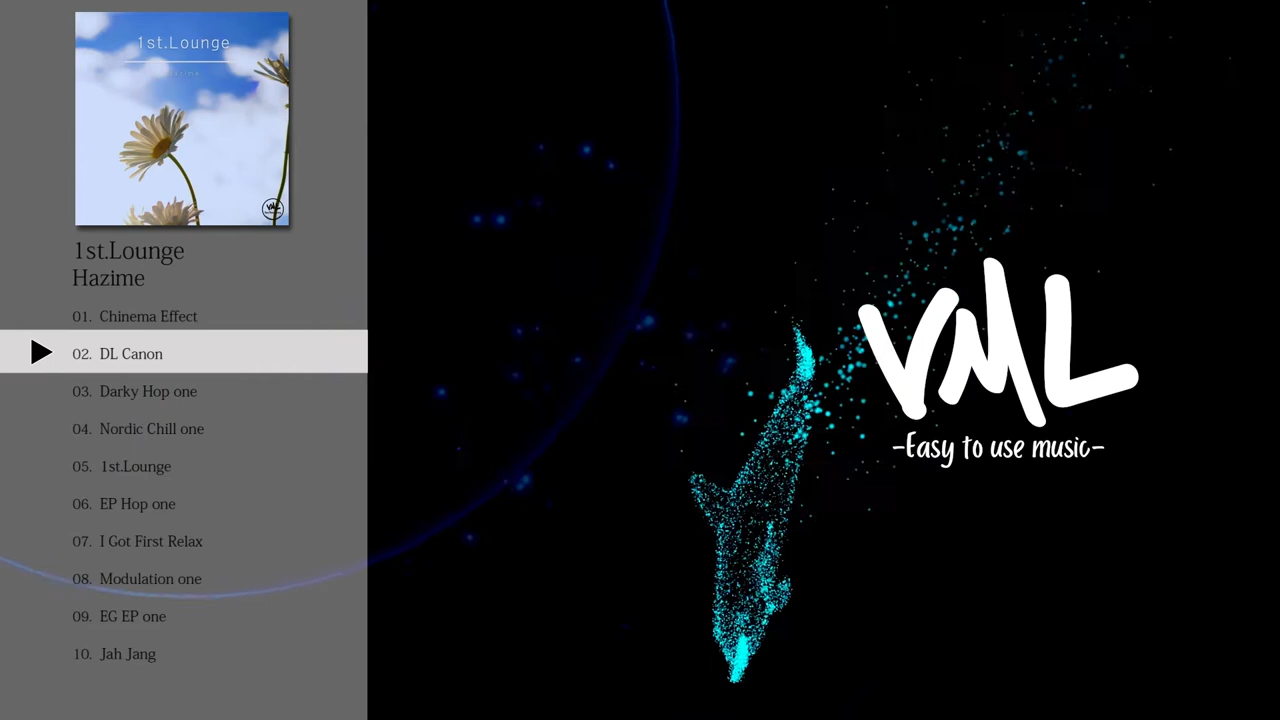 1st.Lounge
1st.Lounge
Hazime
01. Chinema Effect
02. DL Canon
03. Darky Hop one
04. Nordic Chill one
05. 1st.Lounge
06. EP Hop one
07. I Got First Relax
08. Modulation one
09. EG EP one
10. Jah Jang
VML
-Easy to use music-
VML